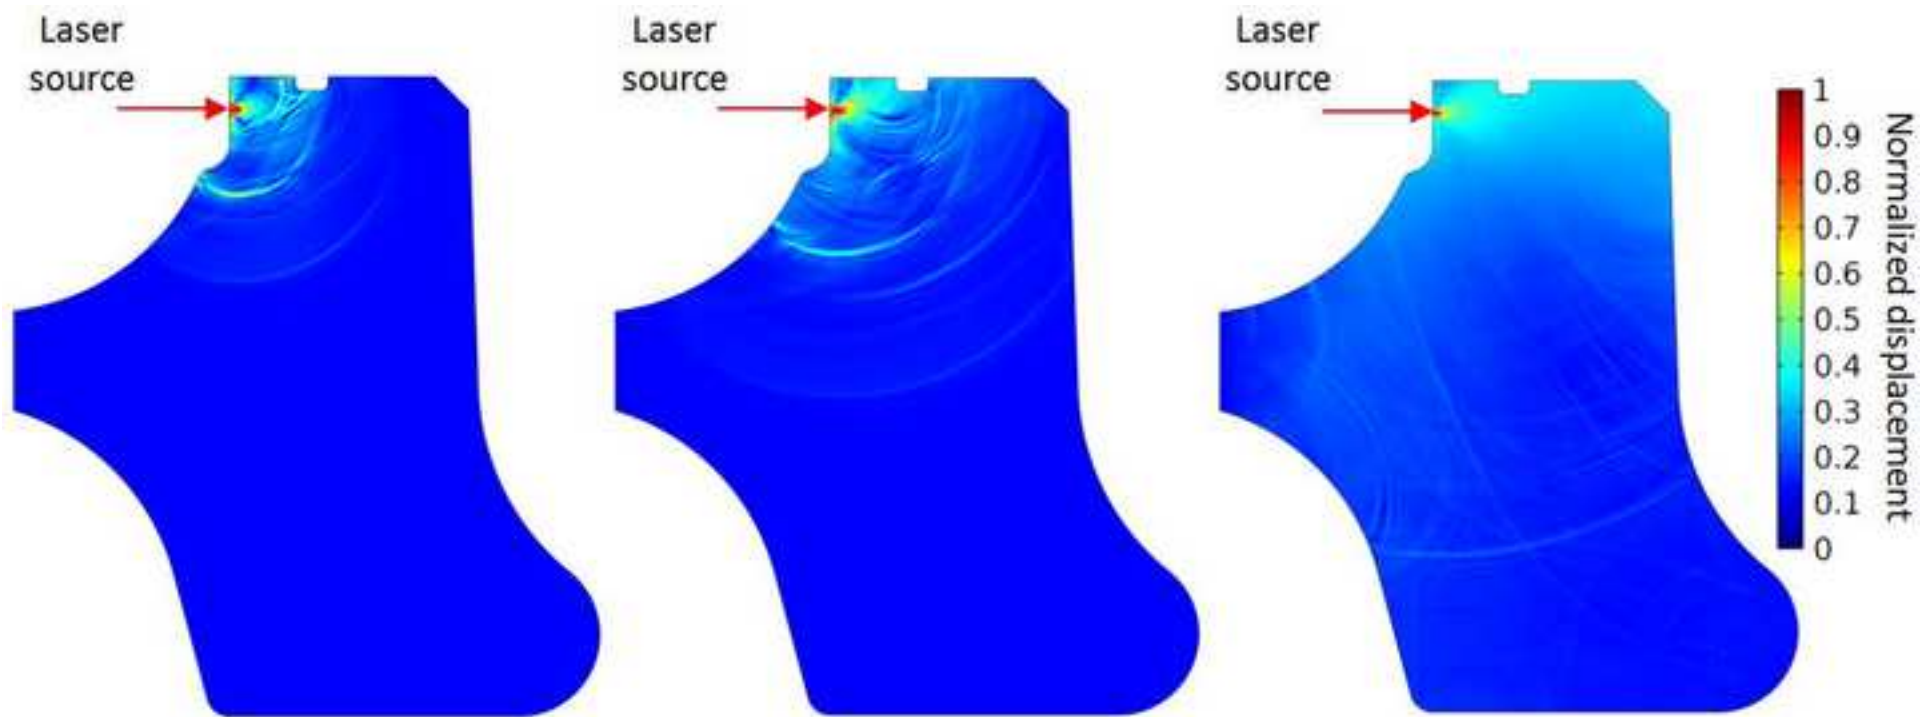 Laser
source
Laser
source
Laser
source
1
0.9
0.8
0.7
0.6
0.5
0.4
0.3
0.2
0.1
0
Normalized displacement